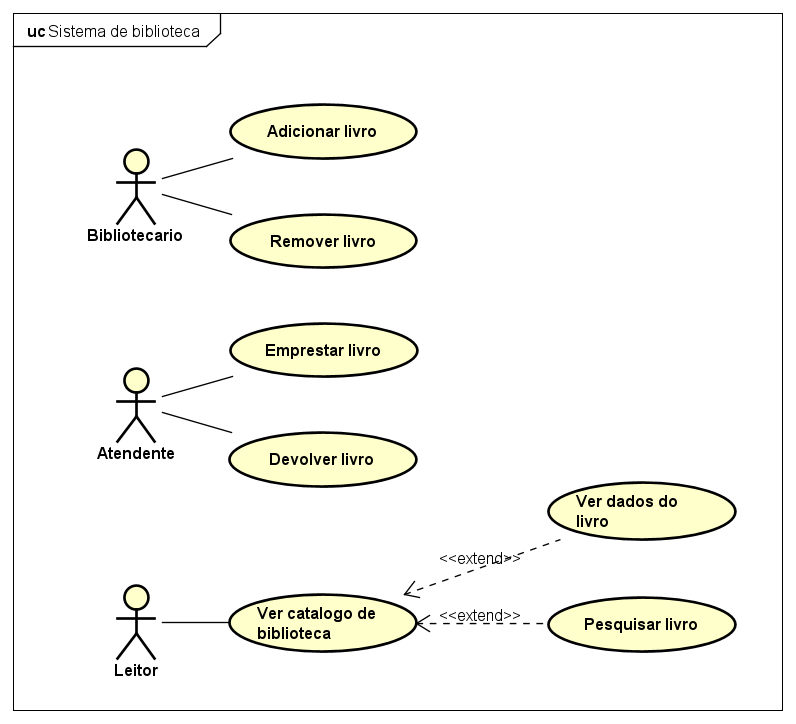 uc Sistema de biblioteca
Adicionar livro
Bibliotecario
Remover livro
Emprestar livro
Atendente
Devolver livro
Ver dados do
livro
<<extend>>
Ver catalogo de
biblioteca
<<extend>>
Pesquisar livro
Leitor